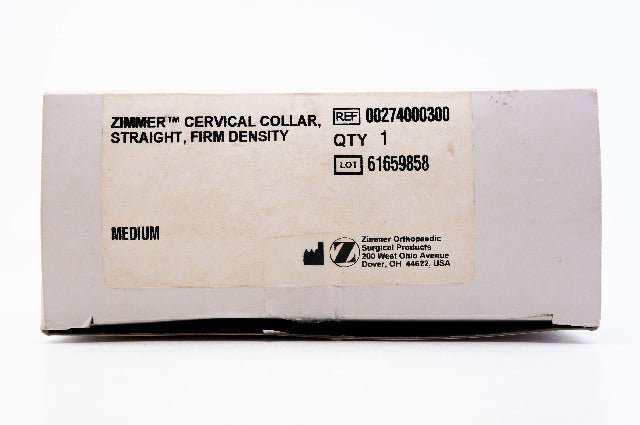 ZIMMER™ CERVICAL COLLAR,
STRAIGHT, FIRM DENSITY
REF 00274000300
QTY 1
LOT 61659858
MEDIUM
Z
Zimmer Orthopaedic
Surgical Products
200 West Ohio Avenue
Dover, OH 44622, USA